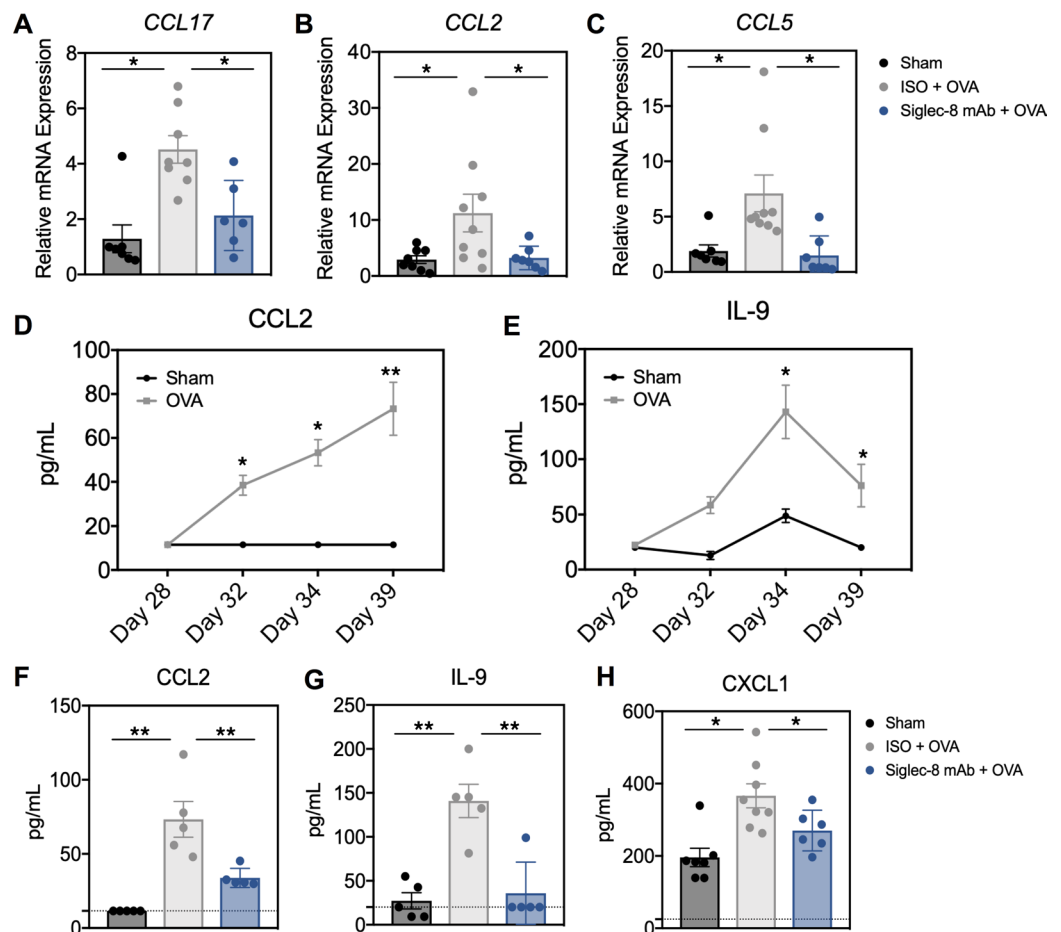 A
CCL17
Relative mRNA Expression
8
6
4
2
0
*
*
B
CCL2
Relative mRNA Expression
40
30
20
10
0
*
*
C
CCL5
Relative mRNA Expression
20
15
10
5
0
*
*
Sham
ISO + OVA
Siglec-8 mAb + OVA
D
CCL2
pg/mL
100
80
60
40
20
0
Sham
OVA
*
*
**
Day 28
Day 32
Day 34
Day 39
E
IL-9
pg/mL
200
150
100
50
0
Sham
OVA
*
*
Day 28
Day 32
Day 34
Day 39
F
CCL2
pg/mL
150
100
50
0
**
**
G
IL-9
pg/mL
250
200
150
100
50
0
**
**
H
CXCL1
pg/mL
600
400
200
0
*
*
Sham
ISO + OVA
Siglec-8 mAb + OVA